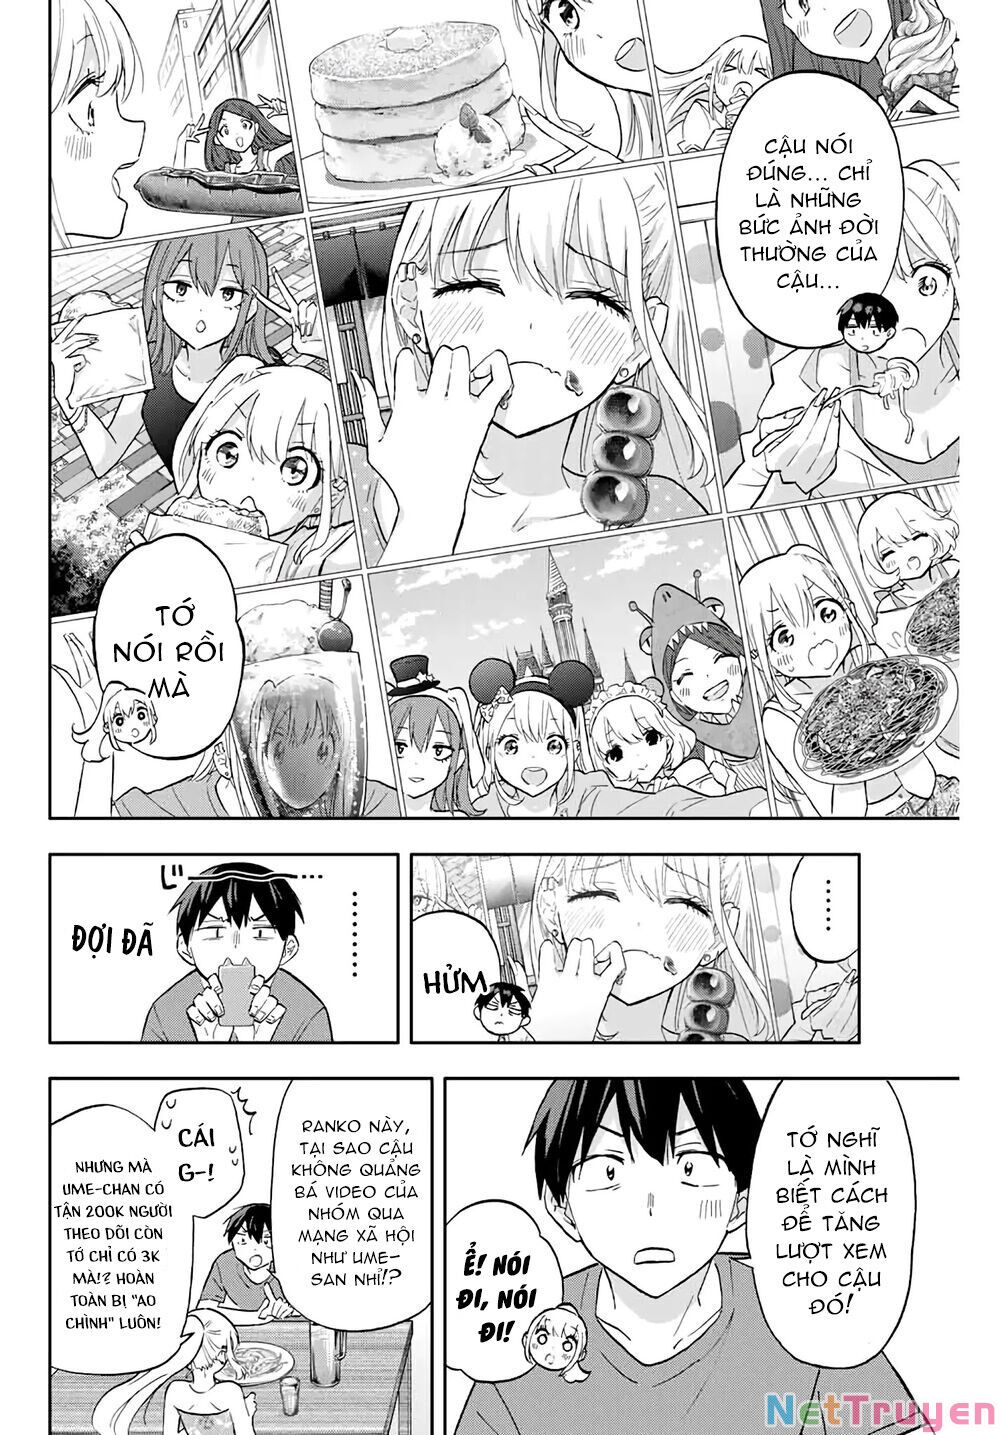 CẬU NÓI
ĐÚNG... CHỈ
LÀ NHỮNG
BỨC ẢNH ĐỜI
THƯỜNG CỦA
CẬU...
TỚ
NÓI RỒI
MÀ
じーー...
ĐỢI ĐÃ
HỬM
RANKO NÀY,
TẠI SAO CẬU
KHÔNG QUẢNG
BÁ VIDEO CỦA
NHÓM QUA
MẠNG XÃ HỘI
NHƯ UME-
SAN NHỈ!?
CÁI
G-!
NHƯNG MÀ
UME-CHAN CÓ
TẬN 200K NGƯỜI
THEO DÕI CÒN
TỚ CHỈ CÓ 3K
MÀ!? HOÀN
TOÀN BỊ "AO
CHÌNH" LUÔN!
TỚ NGHĨ
LÀ MÌNH
BIẾT CÁCH
ĐỂ TĂNG
LƯỢT XEM
CHO CẬU
ĐÓ!
Ể! NÓI
ĐI, NÓI
ĐI!
NETTRUYEN